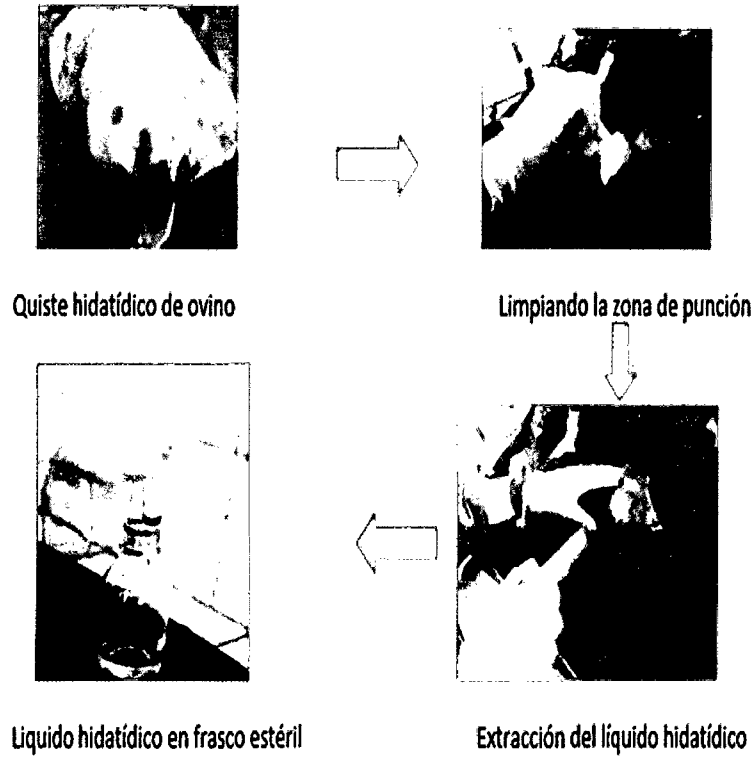 Quiste hidatídico de ovino
Limpiando la zona de punción
Liquido hidatídico en frasco estéril
Extracción del líquido hidatídico